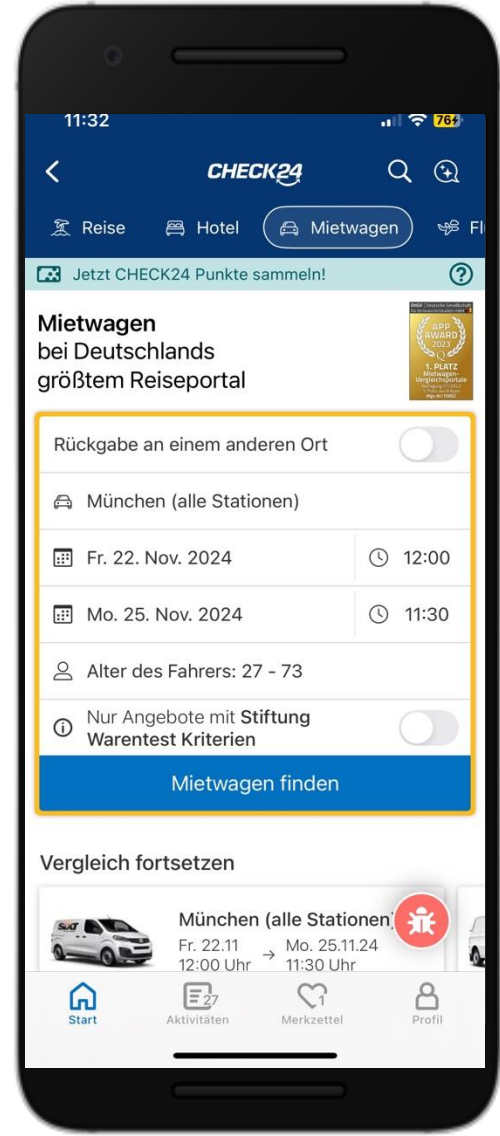 11:32
76
CHECK24
Reise
Hotel
Mietwagen
Fl
Jetzt CHECK24 Punkte sammeln!
Mietwagen
bei Deutschlands
größtem Reiseportal
APP
AWARD
2023
1. PLATZ
Mietwagen-
Vergleichsportale
Rückgabe an einem anderen Ort
München (alle Stationen)
Fr. 22. Nov. 2024
12:00
Mo. 25. Nov. 2024
11:30
Alter des Fahrers: 27 - 73
Nur Angebote mit Stiftung
Warentest Kriterien
Mietwagen finden
Vergleich fortsetzen
SIXT
München (alle Stationen)
Fr. 22.11 → Mo. 25.11.24
12:00 Uhr 11:30 Uhr
27
1
Start
Aktivitäten
Merkzettel
Profil